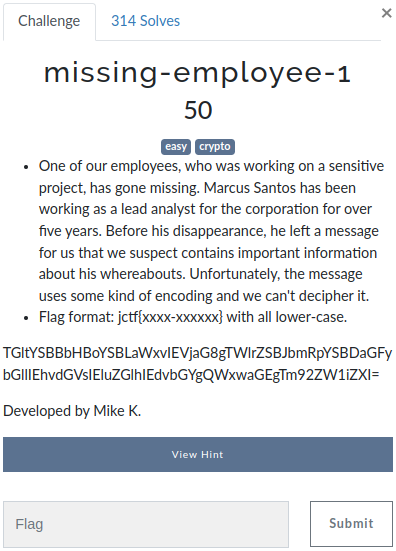 Challenge
314 Solves
×
missing-employee-1
50
easy crypto
• One of our employees, who was working on a sensitive
project, has gone missing. Marcus Santos has been
working as a lead analyst for the corporation for over
five years. Before his disappearance, he left a message
for us that we suspect contains important information
about his whereabouts. Unfortunately, the message
uses some kind of encoding and we can't decipher it.
• Flag format: jctf{xxxx-xxxxxx} with all lower-case.
TGltYSBBbHBoYSBLaWxvIEVjaG8gTWlrZSBJbmRpYSBDaGFy
bGllIEhvdGVsIEluZGlhIEdvbGYgQWxwaGEgTm92ZW1iZXI=
Developed by Mike K.
View Hint
Flag
Submit